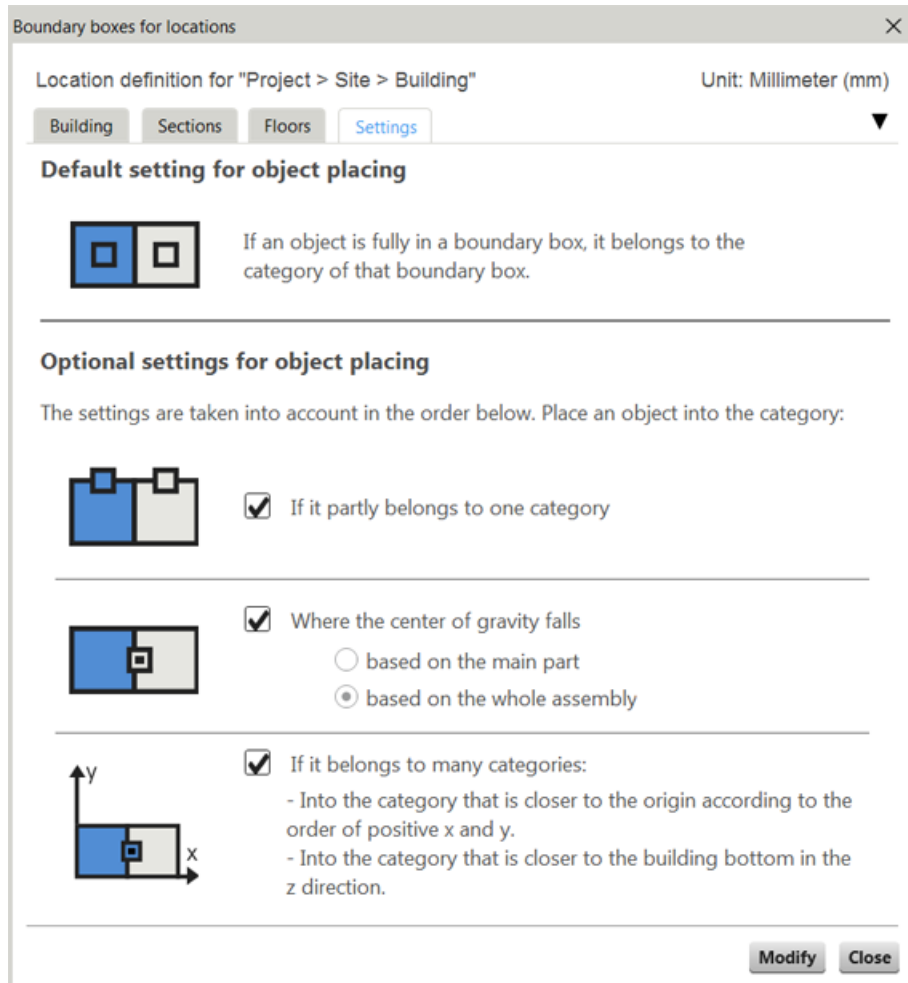 Boundary boxes for locations
Location definition for "Project > Site > Building" Unit: Millimeter (mm)
Building Sections Floors Settings
Default setting for object placing
If an object is fully in a boundary box, it belongs to the
category of that boundary box.
Optional settings for object placing
The settings are taken into account in the order below. Place an object into the category:
If it partly belongs to one category
Where the center of gravity falls
based on the main part
based on the whole assembly
y
x
If it belongs to many categories:
- Into the category that is closer to the origin according to the
order of positive x and y.
- Into the category that is closer to the building bottom in the
z direction.
Modify Close